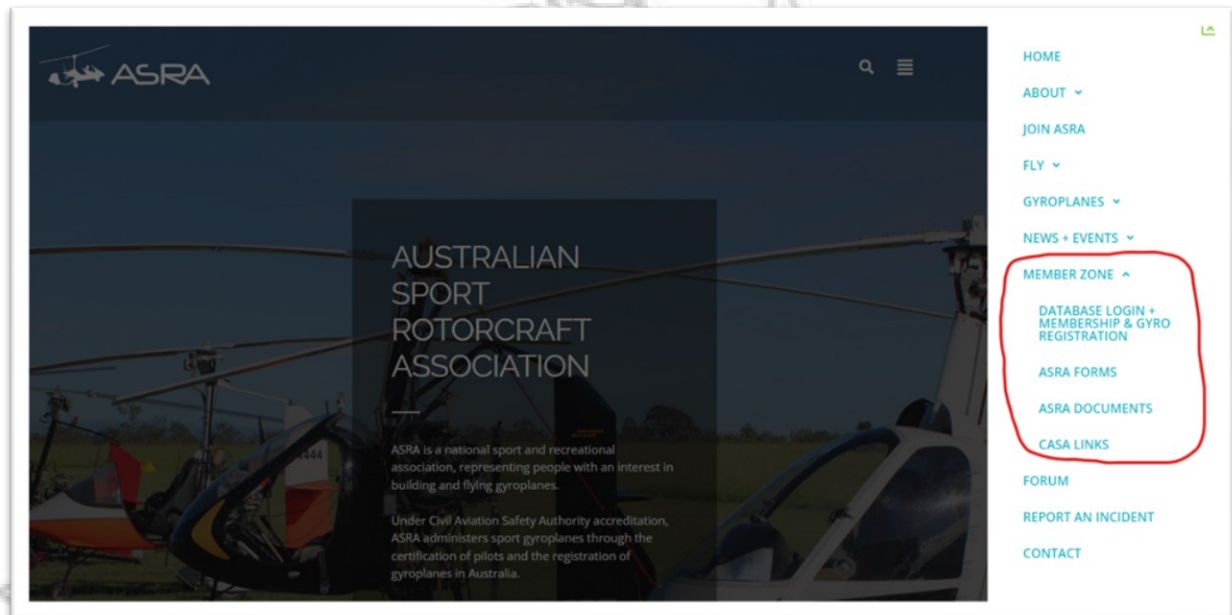 ASRA
AUSTRALIAN
SPORT
ROTORCRAFT
ASSOCIATION
ASRA is a national sport and recreational
association, representing people with an interest in
building and flying gyroplanes.
Under Civil Aviation Safety Authority accreditation,
ASRA administers sport gyroplanes through the
certification of pilots and the registration of
gyroplanes in Australia.
HOME
ABOUT
JOIN ASRA
FLY
GYROPLANES
NEWS + EVENTS
MEMBER ZONE
DATABASE LOGIN +
MEMBERSHIP & GYRO
REGISTRATION
ASRA FORMS
ASRA DOCUMENTS
CASA LINKS
FORUM
REPORT AN INCIDENT
CONTACT